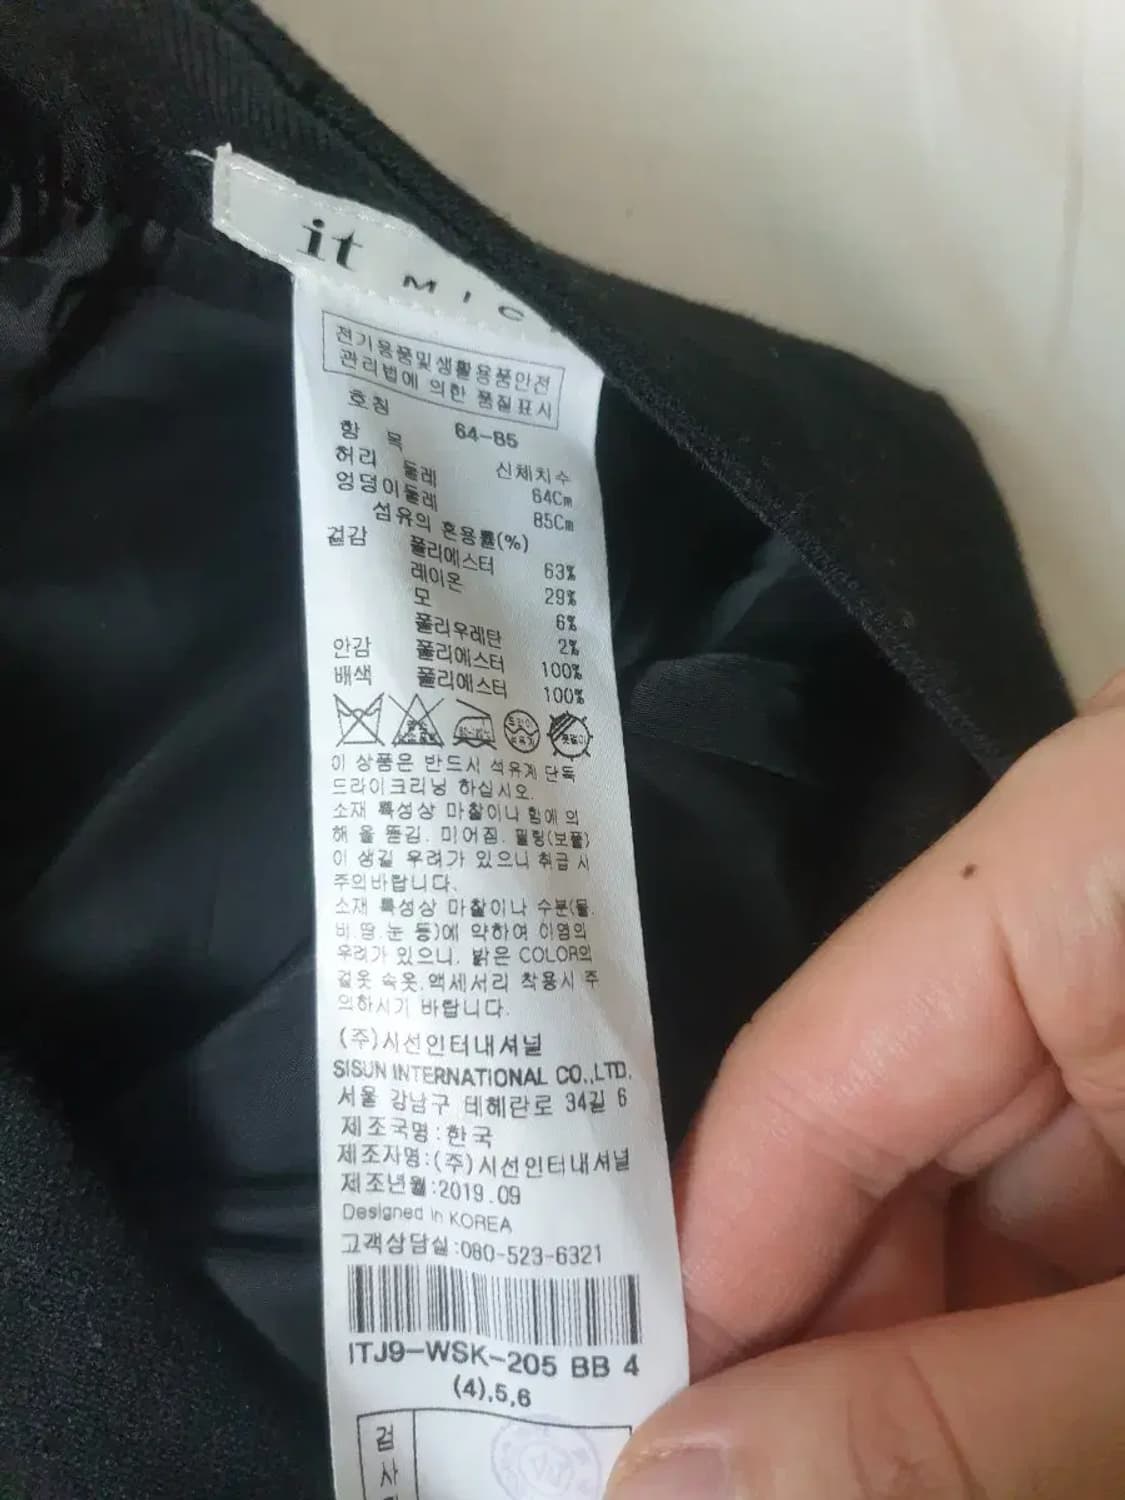 it MIC
전기용품및생활용품안전
관리법에 의한 품질표시
호칭 64-85
항 목 신체치수
허리 둘레 64Cm
엉덩이둘레 85Cm
섬유의 혼용률(%)
겉감 폴리에스터 63%
레이온 29%
모 6%
폴리우레탄 2%
안감 폴리에스터 100%
배색 폴리에스터 100%
드라이
이 상품은 반드시 석유계 단독
드라이크리닝 하십시오.
소재 특성상 마찰이나 힘에 의
해 올 뜯김. 미어짐. 필링(보풀)
이 생길 우려가 있으니 취급 시
주의바랍니다.
소재 특성상 마찰이나 수분(물.
비.땀.눈 등)에 약하여 이염의
우려가 있으니. 밝은 COLOR의
겉옷 속옷.액세서리 착용시 주
의하시기 바랍니다.
(주)시선인터내셔널
SISUN INTERNATIONAL CO.,LTD.
서울 강남구 테헤란로 34길 6
제조국명:한국
제조자명:(주)시선인터내셔널
제조년월:2019.09
Designed in KOREA
고객상담실:080-523-6321
ITJ9-WSK-205 BB 4
(4),5,6
검
사